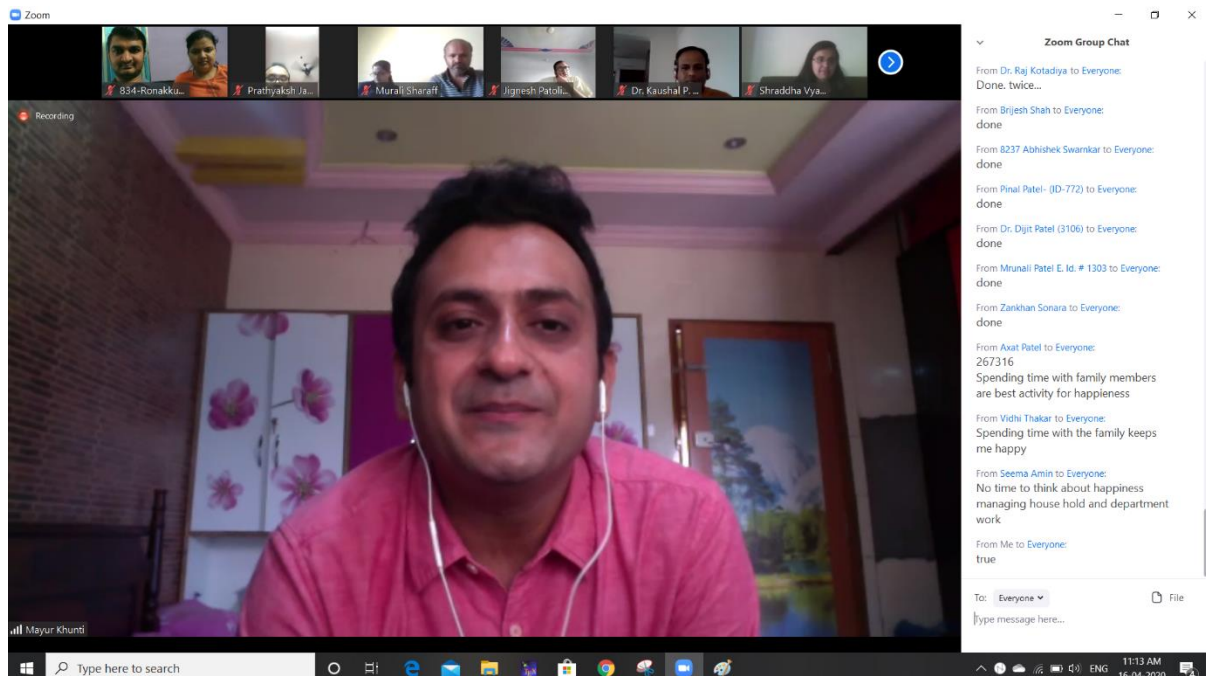 Zoom
834-Ronakku...
Prathyaksh Ja...
Murali Sharaff
Jignesh Patoli...
Dr. Kaushal P. ...
Shraddha Vya...
Recording
Mayur Khunti
Zoom Group Chat
From Dr. Raj Kotadiya to Everyone:
Done. twice...
From Brijesh Shah to Everyone:
done
From 8237 Abhishek Swarnkar to Everyone:
done
From Pinal Patel- (ID-772) to Everyone:
done
From Dr. Dijit Patel (3106) to Everyone:
done
From Mrunali Patel E. Id. # 1303 to Everyone:
done
From Zankhan Sonara to Everyone:
done
From Axat Patel to Everyone:
267316
Spending time with family members
are best activity for happieness
From Vidhi Thakar to Everyone:
Spending time with the family keeps
me happy
From Seema Amin to Everyone:
No time to think about happiness
managing house hold and department
work
From Me to Everyone:
true
To: Everyone File
Type message here...
Type here to search
ENG
11:13 AM
16-04-2020